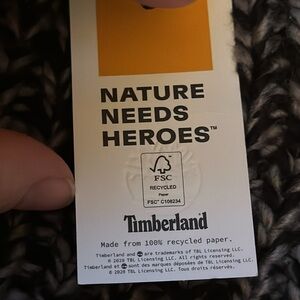 NATURE
NEEDS
HEROES™
FSC
RECYCLED
Paper
FSC® C108234
Timberland
Made from 100% recycled paper.
Timberland and are trademarks of TBL Licensing LLC.
© 2020 TBL Licensing LLC. All rights reserved.
Timberland et sont des marques déposées de TBL Licensing LLC.
© 2020 TBL Licensing LLC. Tous droits réservés.